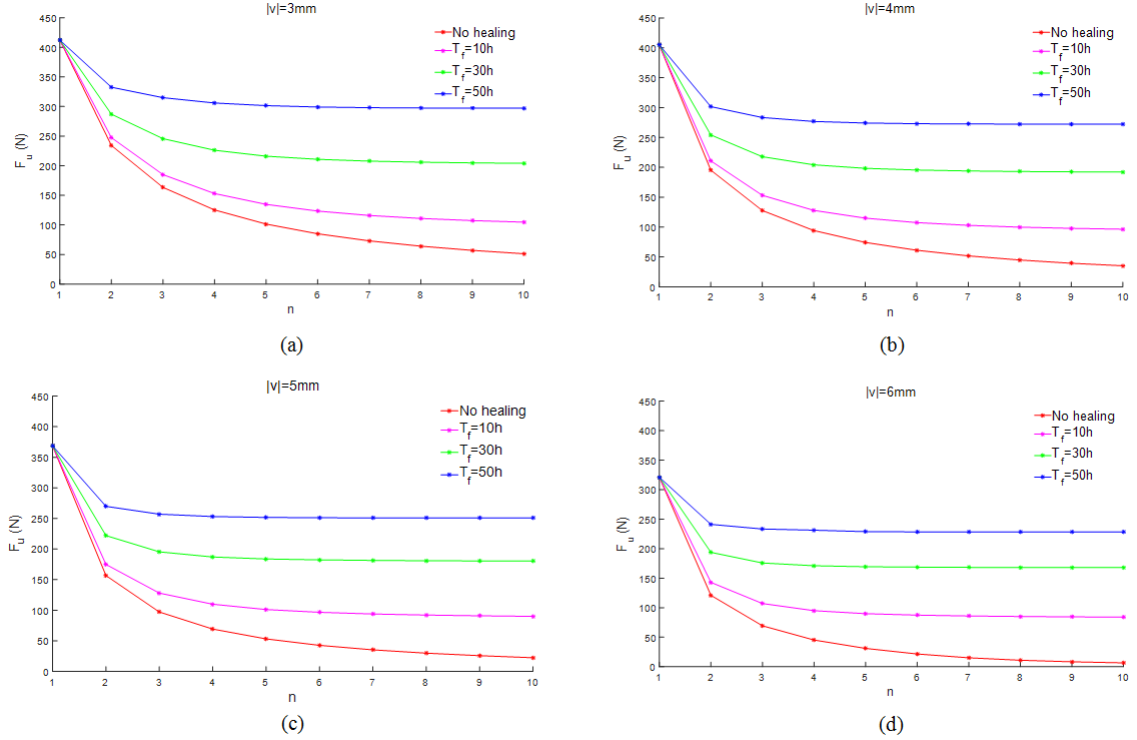 |v|=3mm
450
400
350
300
250
200
150
100
50
0
F_u (N)
1 2 3 4 5 6 7 8 9 10
n
No healing
T_f=10h
T_f=30h
T_f=50h
(a)
|v|=4mm
450
400
350
300
250
200
150
100
50
0
F_u (N)
1 2 3 4 5 6 7 8 9 10
n
No healing
T_f=10h
T_f=30h
T_f=50h
(b)
|v|=5mm
450
400
350
300
250
200
150
100
50
0
F_u (N)
1 2 3 4 5 6 7 8 9 10
n
No healing
T_f=10h
T_f=30h
T_f=50h
(c)
|v|=6mm
450
400
350
300
250
200
150
100
50
0
F_u (N)
1 2 3 4 5 6 7 8 9 10
n
No healing
T_f=10h
T_f=30h
T_f=50h
(d)